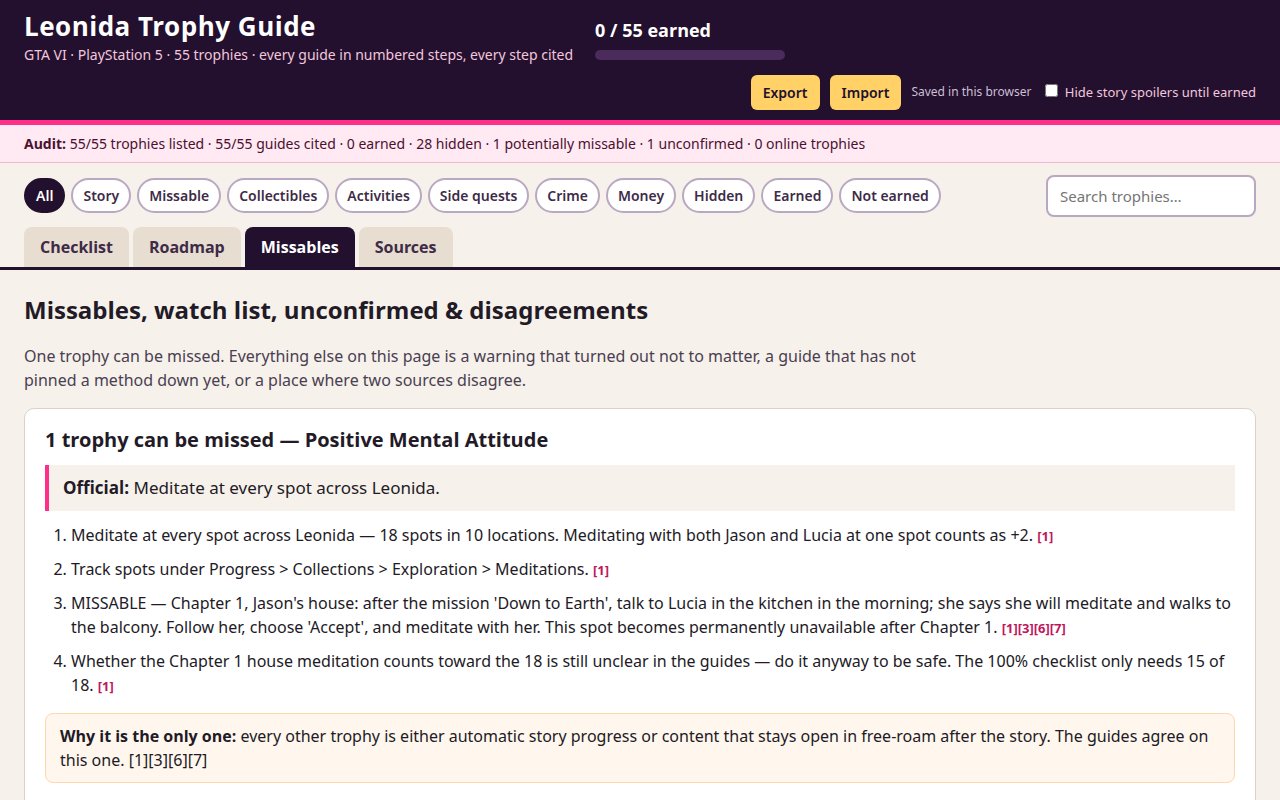 Leonida Trophy Guide
GTA VI · PlayStation 5 · 55 trophies · every guide in numbered steps, every step cited
0 / 55 earned
Export
Import
Saved in this browser
Hide story spoilers until earned
Audit: 55/55 trophies listed · 55/55 guides cited · 0 earned · 28 hidden · 1 potentially missable · 1 unconfirmed · 0 online trophies
All
Story
Missable
Collectibles
Activities
Side quests
Crime
Money
Hidden
Earned
Not earned
Search trophies...
Checklist
Roadmap
Missables
Sources
Missables, watch list, unconfirmed & disagreements
One trophy can be missed. Everything else on this page is a warning that turned out not to matter, a guide that has not
pinned a method down yet, or a place where two sources disagree.
1 trophy can be missed — Positive Mental Attitude
Official: Meditate at every spot across Leonida.
1. Meditate at every spot across Leonida — 18 spots in 10 locations. Meditating with both Jason and Lucia at one spot counts as +2. [1]
2. Track spots under Progress > Collections > Exploration > Meditations. [1]
3. MISSABLE — Chapter 1, Jason's house: after the mission 'Down to Earth', talk to Lucia in the kitchen in the morning; she says she will meditate and walks to
the balcony. Follow her, choose 'Accept', and meditate with her. This spot becomes permanently unavailable after Chapter 1. [1][3][6][7]
4. Whether the Chapter 1 house meditation counts toward the 18 is still unclear in the guides — do it anyway to be safe. The 100% checklist only needs 15 of
18. [1]
Why it is the only one: every other trophy is either automatic story progress or content that stays open in free-roam after the story. The guides agree on
this one. [1][3][6][7]